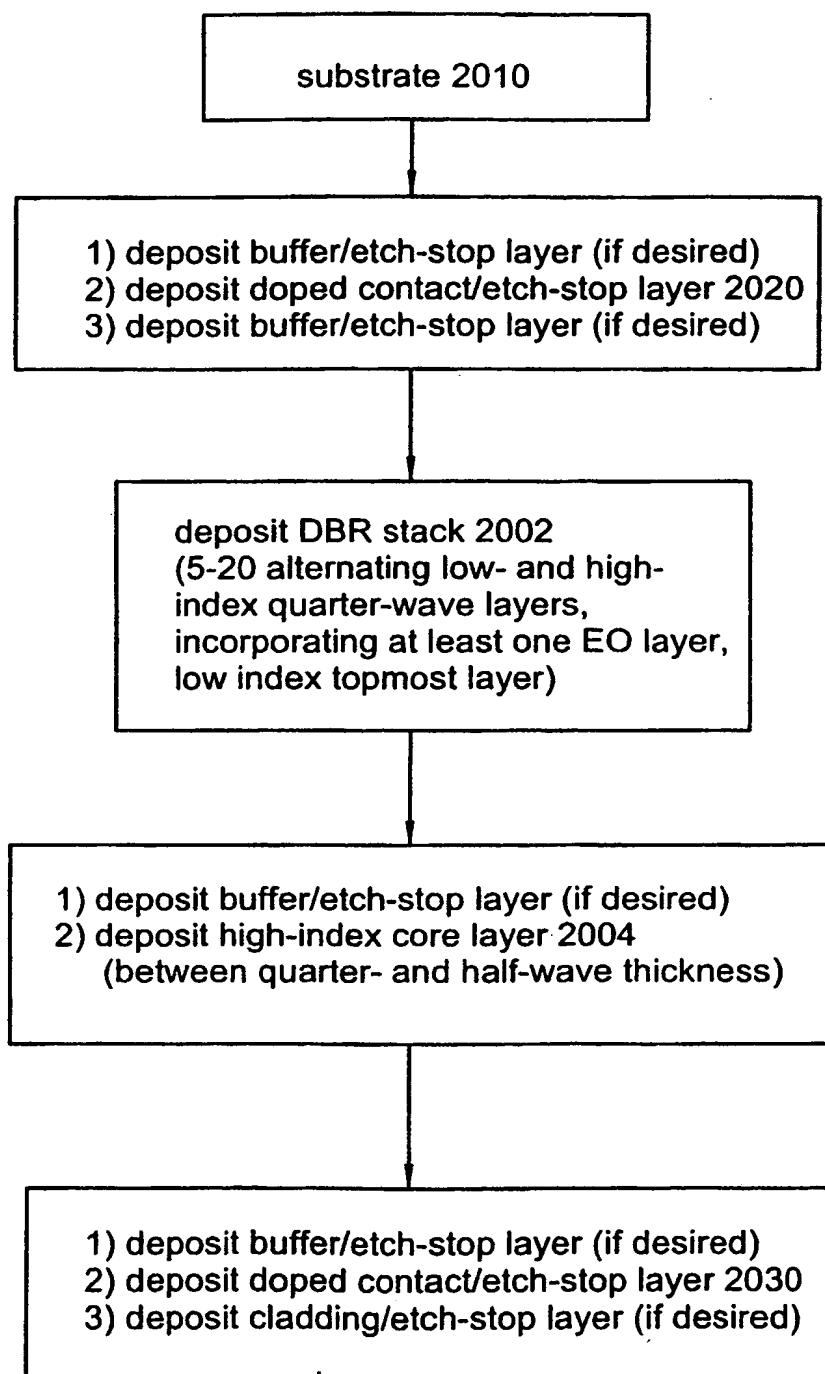 substrate 2010
1) deposit buffer/etch-stop layer (if desired)
2) deposit doped contact/etch-stop layer 2020
3) deposit buffer/etch-stop layer (if desired)
deposit DBR stack 2002
(5-20 alternating low- and high-
index quarter-wave layers,
incorporating at least one EO layer,
low index topmost layer)
1) deposit buffer/etch-stop layer (if desired)
2) deposit high-index core layer 2004
(between quarter- and half-wave thickness)
1) deposit buffer/etch-stop layer (if desired)
2) deposit doped contact/etch-stop layer 2030
3) deposit cladding/etch-stop layer (if desired)